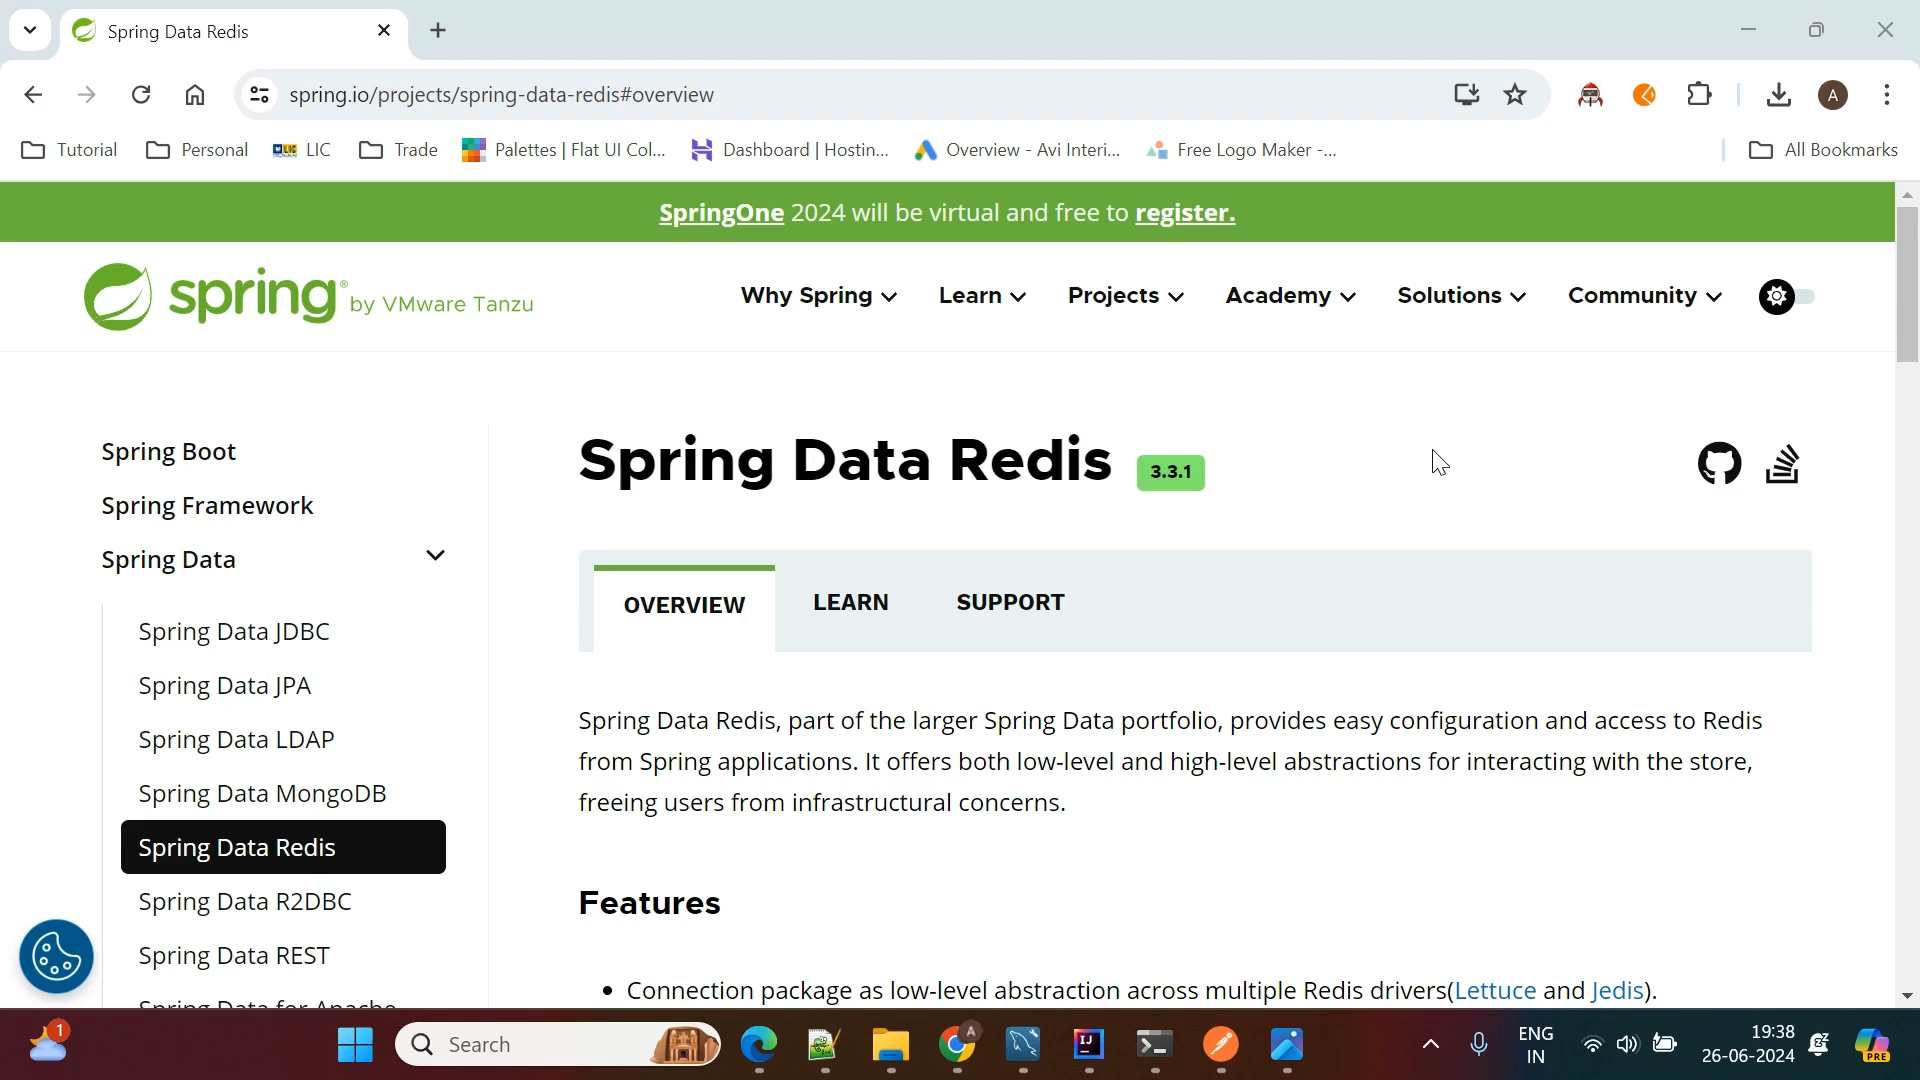 Spring Data Redis
spring.io/projects/spring-data-redis#overview
A
Tutorial
Personal
LIC
Trade
Palettes | Flat UI Col...
Dashboard | Hostin...
Overview - Avi Interi...
Free Logo Maker -...
All Bookmarks
SpringOne 2024 will be virtual and free to register.
spring® by VMware Tanzu
Why Spring
Learn
Projects
Academy
Solutions
Community
Spring Boot
Spring Framework
Spring Data
Spring Data JDBC
Spring Data JPA
Spring Data LDAP
Spring Data MongoDB
Spring Data Redis
Spring Data R2DBC
Spring Data REST
Spring Data for Apache
Spring Data Redis 3.3.1
OVERVIEW
LEARN
SUPPORT
Spring Data Redis, part of the larger Spring Data portfolio, provides easy configuration and access to Redis
from Spring applications. It offers both low-level and high-level abstractions for interacting with the store,
freeing users from infrastructural concerns.
Features
• Connection package as low-level abstraction across multiple Redis drivers(Lettuce and Jedis).
1
Search
A
IJ
ENG
IN
19:38
26-06-2024
PRE